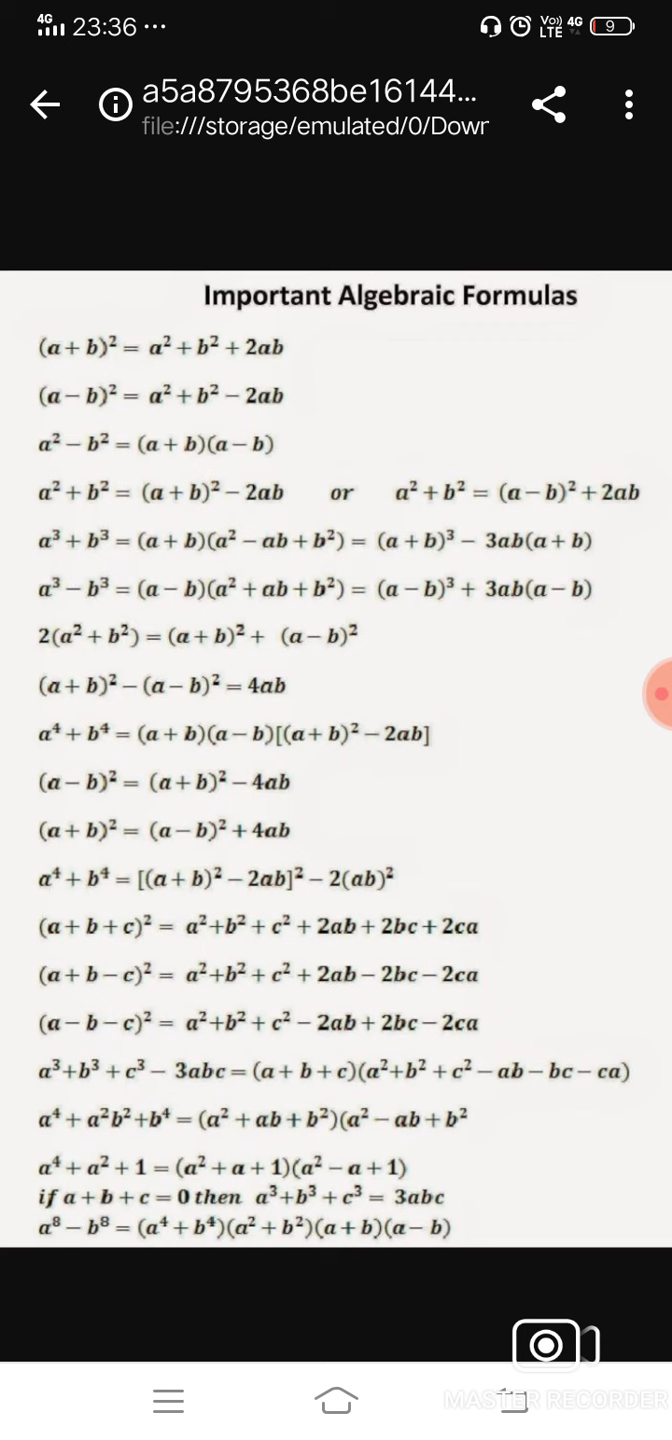 4G 23:36 ... Vo)) LTE 4G 9
a5a8795368be16144...
file:///storage/emulated/0/Dowr
Important Algebraic Formulas
(a + b)² = a² + b² + 2ab
(a − b)² = a² + b² − 2ab
a² − b² = (a + b)(a − b)
a² + b² = (a + b)² − 2ab or a² + b² = (a − b)² + 2ab
a³ + b³ = (a + b)(a² − ab + b²) = (a + b)³ − 3ab(a + b)
a³ − b³ = (a − b)(a² + ab + b²) = (a − b)³ + 3ab(a − b)
2(a² + b²) = (a + b)² + (a − b)²
(a + b)² − (a − b)² = 4ab
a⁴ + b⁴ = (a + b)(a − b)[(a + b)² − 2ab]
(a − b)² = (a + b)² − 4ab
(a + b)² = (a − b)² + 4ab
a⁴ + b⁴ = [(a + b)² − 2ab]² − 2(ab)²
(a + b + c)² = a²+b² + c² + 2ab + 2bc + 2ca
(a + b − c)² = a²+b² + c² + 2ab − 2bc − 2ca
(a − b − c)² = a²+b² + c² − 2ab + 2bc − 2ca
a³+b³ + c³ − 3abc = (a + b + c)(a²+b² + c² − ab − bc − ca)
a⁴ + a²b²+b⁴ = (a² + ab + b²)(a² − ab + b²
a⁴ + a² + 1 = (a² + a + 1)(a² − a + 1)
if a + b + c = 0 then a³+b³ + c³ = 3abc
a⁸ − b⁸ = (a⁴ + b⁴)(a² + b²)(a + b)(a − b)
MASTER RECORDER